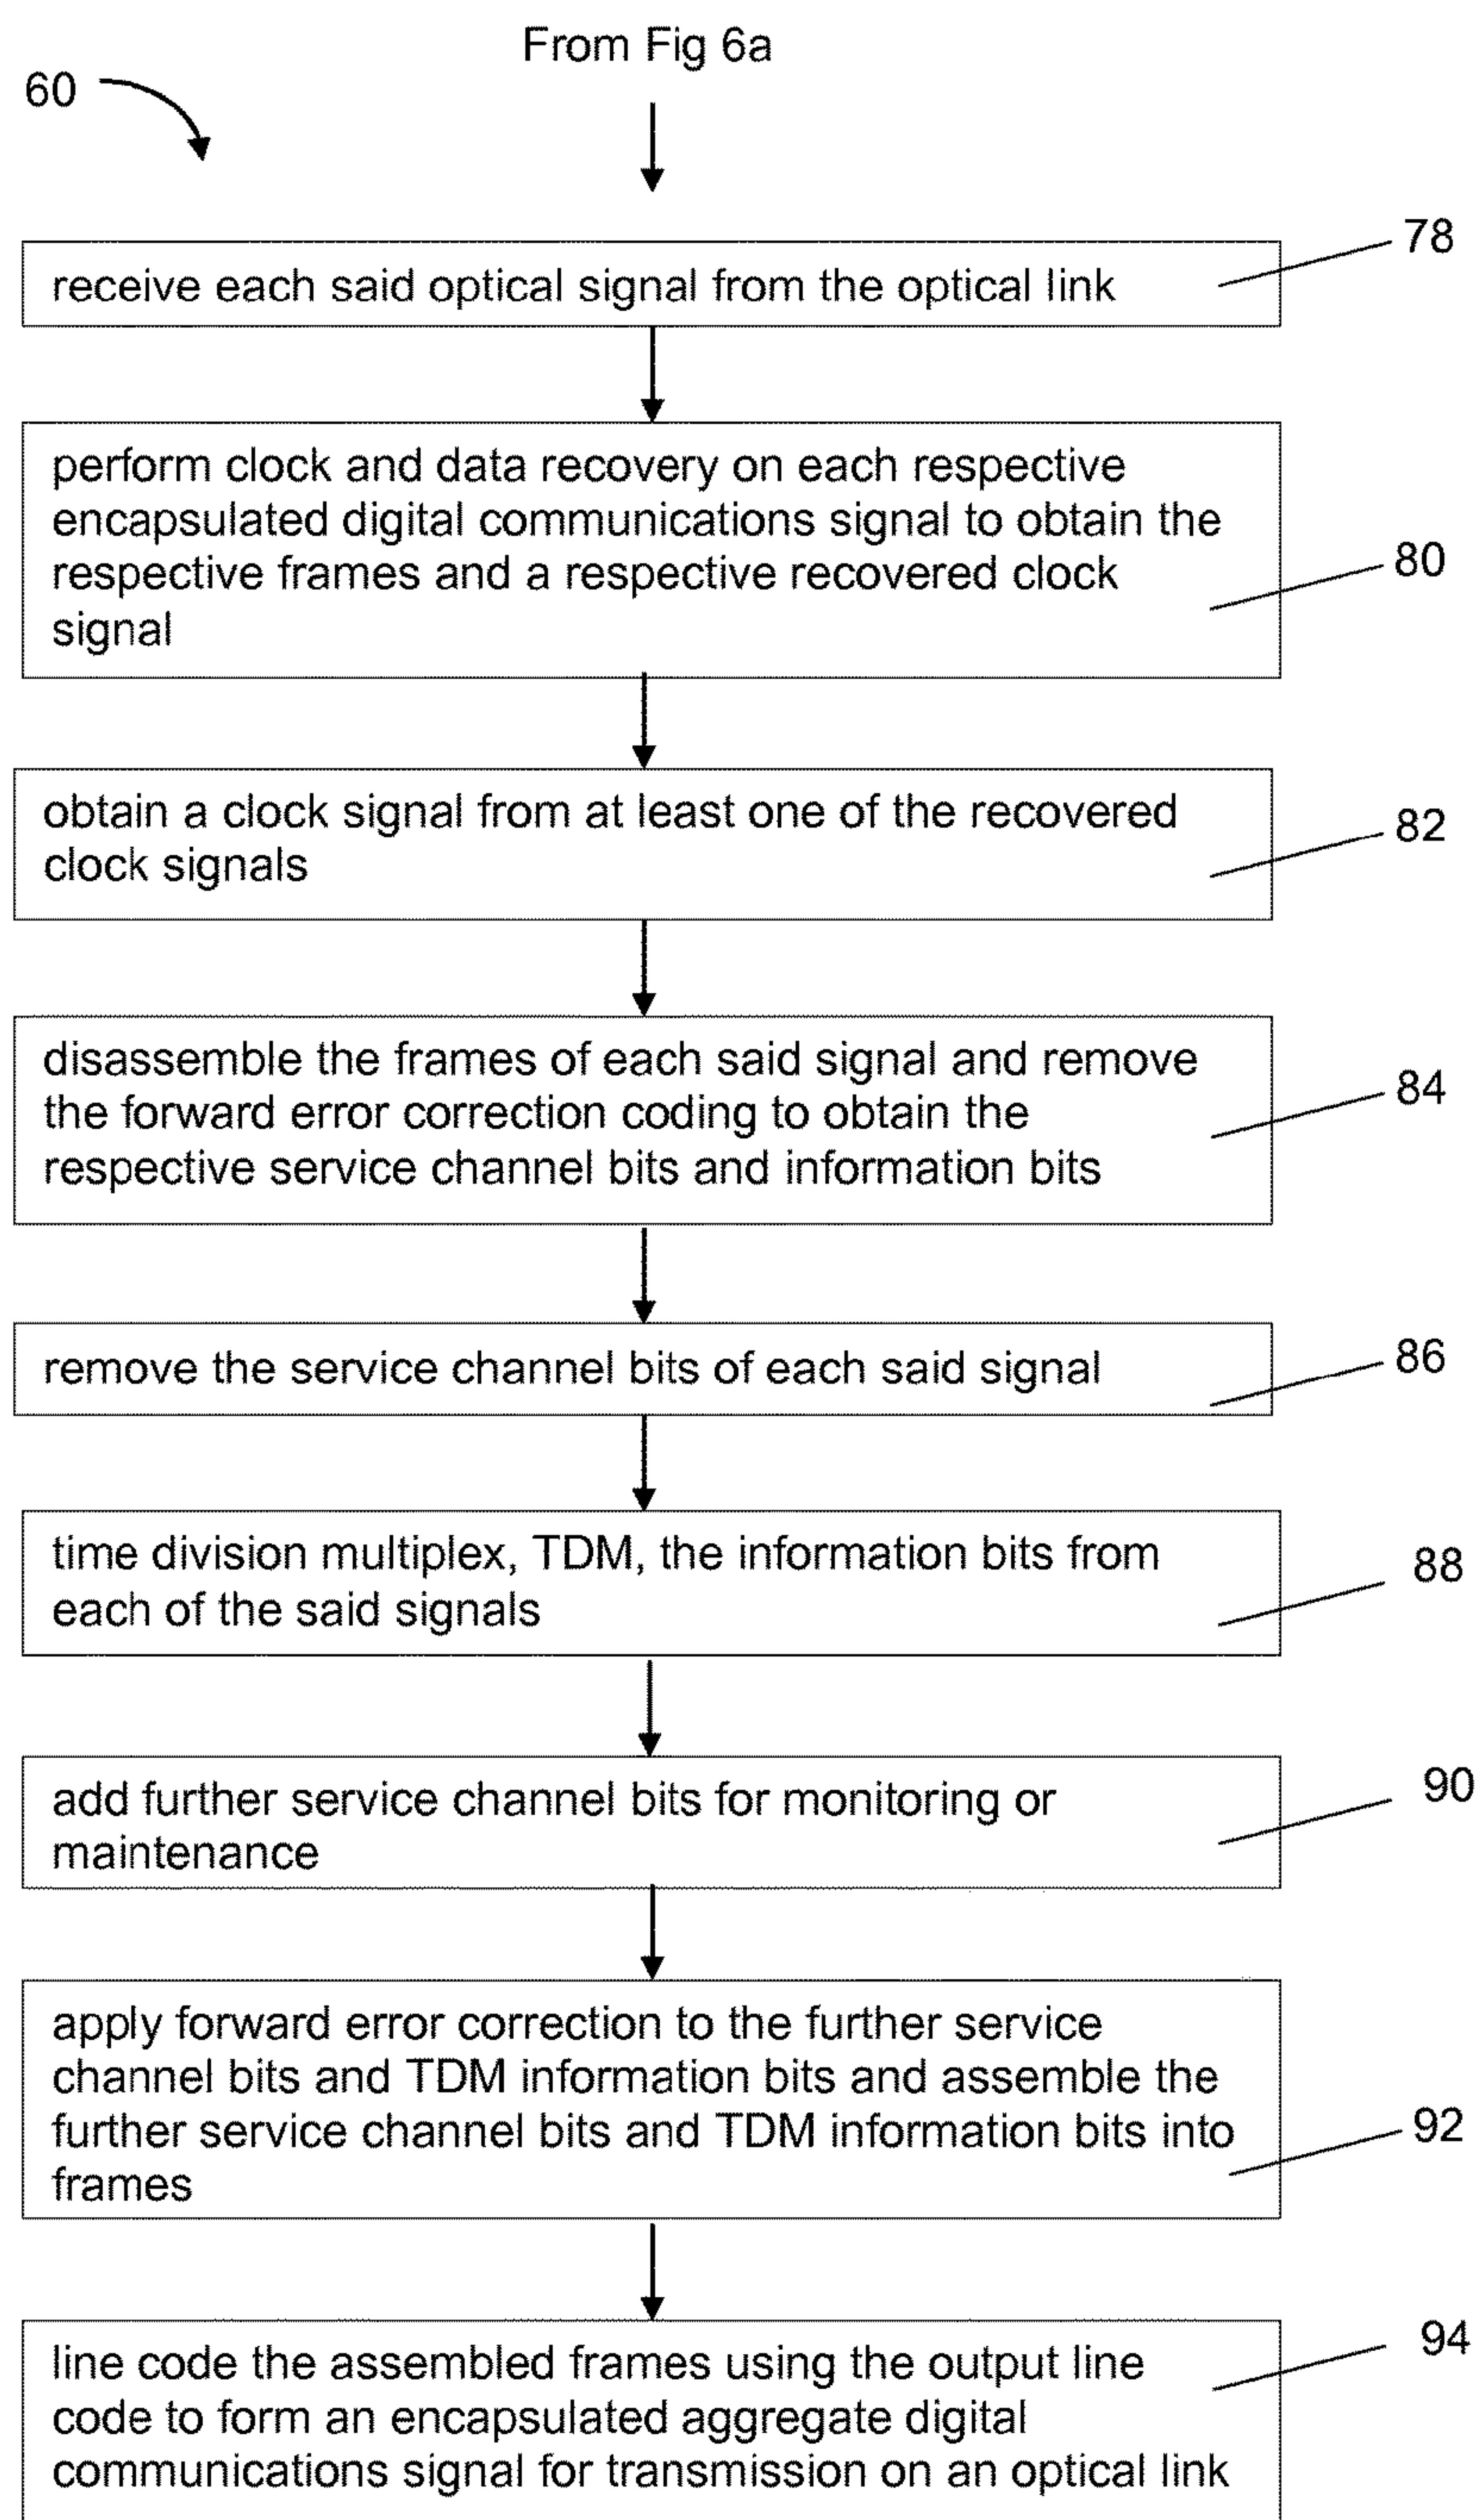 From Fig 6a
60
receive each said optical signal from the optical link
78
perform clock and data recovery on each respective
encapsulated digital communications signal to obtain the
respective frames and a respective recovered clock
signal
80
obtain a clock signal from at least one of the recovered
clock signals
82
disassemble the frames of each said signal and remove
the forward error correction coding to obtain the
respective service channel bits and information bits
84
remove the service channel bits of each said signal
86
time division multiplex, TDM, the information bits from
each of the said signals
88
add further service channel bits for monitoring or
maintenance
90
apply forward error correction to the further service
channel bits and TDM information bits and assemble the
further service channel bits and TDM information bits into
frames
92
line code the assembled frames using the output line
code to form an encapsulated aggregate digital
communications signal for transmission on an optical link
94